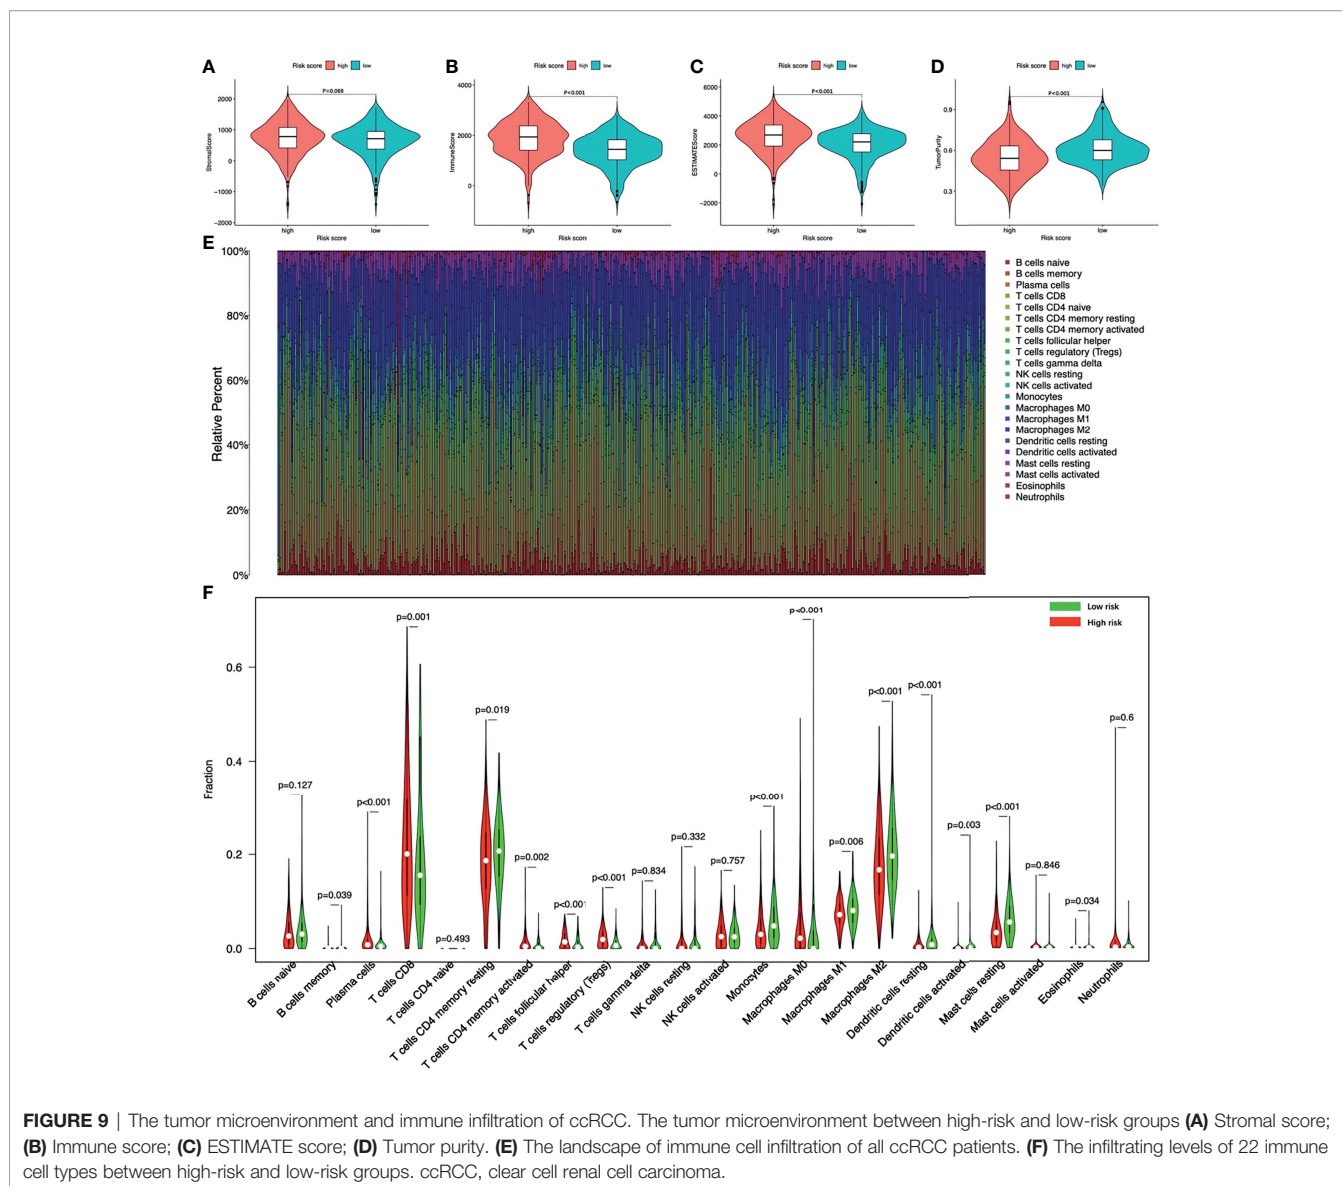 A
Risk score high low
P=0.069
StromalScore
2000
1000
0
−1000
−2000
high low
Risk score
B
Risk score high low
P<0.001
ImmuneScore
4000
2000
0
high low
Risk score
C
Risk score high low
P<0.001
ESTIMATEScore
6000
4000
2000
0
−2000
high low
Risk score
D
Risk score high low
P<0.001
TumorPurity
0.9
0.6
0.3
high low
Risk score
E
Relative Percent
100%
80%
60%
40%
20%
0%
B cells naive
B cells memory
Plasma cells
T cells CD8
T cells CD4 naive
T cells CD4 memory resting
T cells CD4 memory activated
T cells follicular helper
T cells regulatory (Tregs)
T cells gamma delta
NK cells resting
NK cells activated
Monocytes
Macrophages M0
Macrophages M1
Macrophages M2
Dendritic cells resting
Dendritic cells activated
Mast cells resting
Mast cells activated
Eosinophils
Neutrophils
F
Low risk
High risk
Fraction
0.6
0.4
0.2
0.0
p=0.127
p=0.039
p<0.001
p=0.001
p=0.493
p=0.019
p=0.002
p<0.001
p<0.001
p=0.834
p=0.332
p=0.757
p<0.001
p<0.001
p=0.006
p<0.001
p<0.001
p=0.003
p<0.001
p=0.846
p=0.034
p=0.6
B cells naive
B cells memory
Plasma cells
T cells CD8
T cells CD4 naive
T cells CD4 memory resting
T cells CD4 memory activated
T cells follicular helper
T cells regulatory (Tregs)
T cells gamma delta
NK cells resting
NK cells activated
Monocytes
Macrophages M0
Macrophages M1
Macrophages M2
Dendritic cells resting
Dendritic cells activated
Mast cells resting
Mast cells activated
Eosinophils
Neutrophils
FIGURE 9 | The tumor microenvironment and immune infiltration of ccRCC. The tumor microenvironment between high-risk and low-risk groups (A) Stromal score;
(B) Immune score; (C) ESTIMATE score; (D) Tumor purity. (E) The landscape of immune cell infiltration of all ccRCC patients. (F) The infiltrating levels of 22 immune
cell types between high-risk and low-risk groups. ccRCC, clear cell renal cell carcinoma.